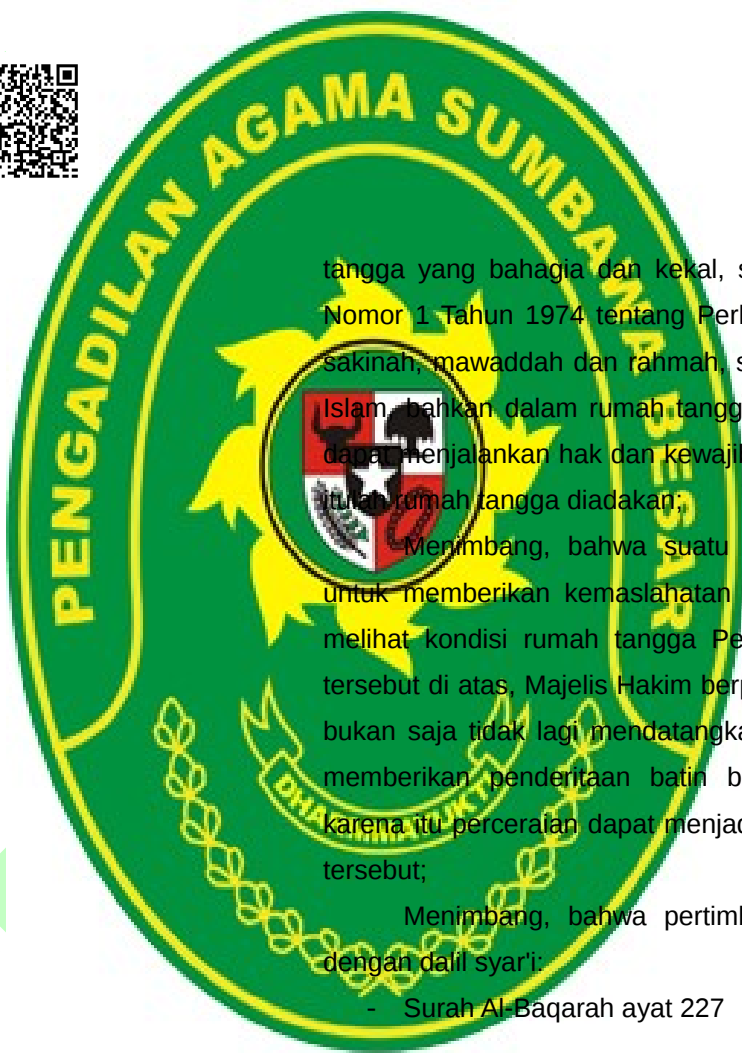 PENGADILAN AGAMA SUMBAWA BESAR
tangga yang bahagia dan kekal, s
Nomor 1 Tahun 1974 tentang Perk
sakinah, mawaddah dan rahmah, s
Islam, bahkan dalam rumah tangg
dapat menjalankan hak dan kewajib
itulah rumah tangga diadakan;
Menimbang, bahwa suatu
untuk memberikan kemaslahatan
melihat kondisi rumah tangga Pe
tersebut di atas, Majelis Hakim berp
bukan saja tidak lagi mendatangka
memberikan penderitaan batin b
karena itu perceraian dapat menjad
tersebut;
Menimbang, bahwa pertimb
dengan dalil syar'i:
- Surah Al-Baqarah ayat 227
DHARMMAYUKTI